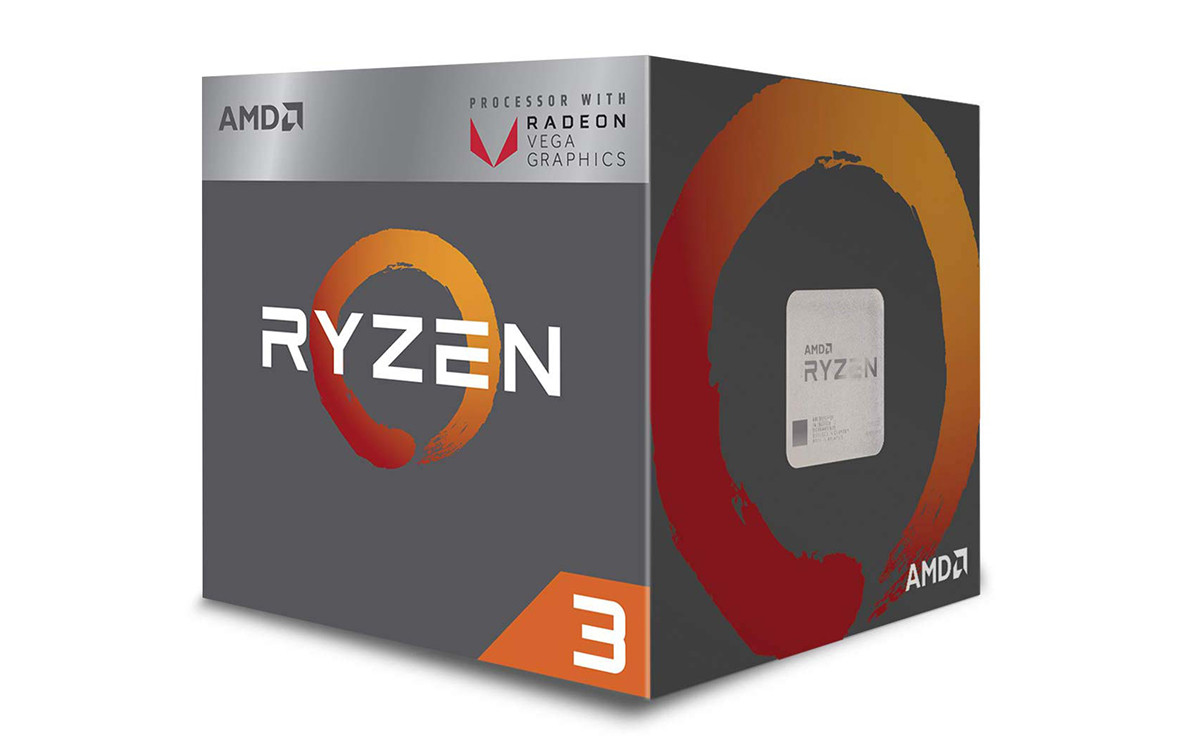 AMD
PROCESSOR WITH
RADEON
VEGA
GRAPHICS
RYZEN
3
AMD
RYZEN
AMD